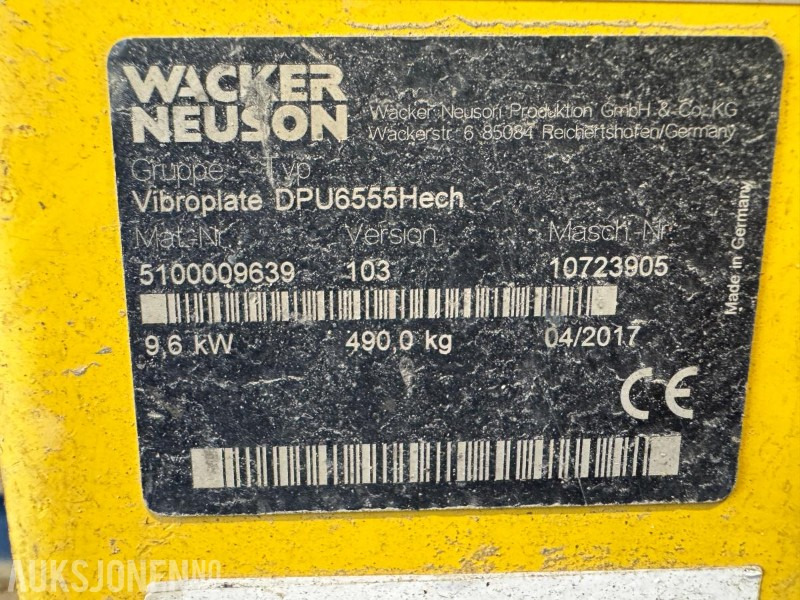 WACKER
NEUSON
Wacker Neuson Produktion GmbH & Co. KG
Wackerstr. 6 85084 Reichertshofen/Germany
Gruppe Typ
Vibroplate DPU6555Hech
Mat.-Nr. Version Masch.-Nr.
5100009639 103 10723905
9,6 kW 490,0 kg 04/2017
Made in Germany
CE
AUKSJONEN.NO